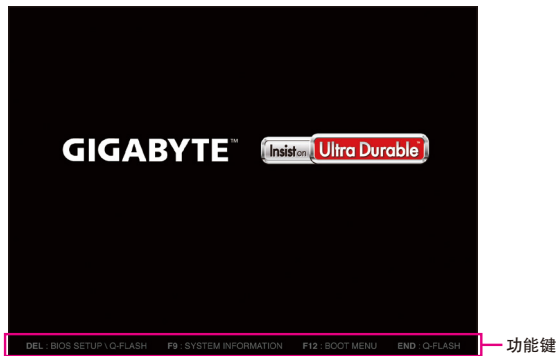 GIGABYTE™
Insist on Ultra Durable™
DEL : BIOS SETUP \ Q-FLASH F9 : SYSTEM INFORMATION F12 : BOOT MENU END : Q-FLASH
功能键